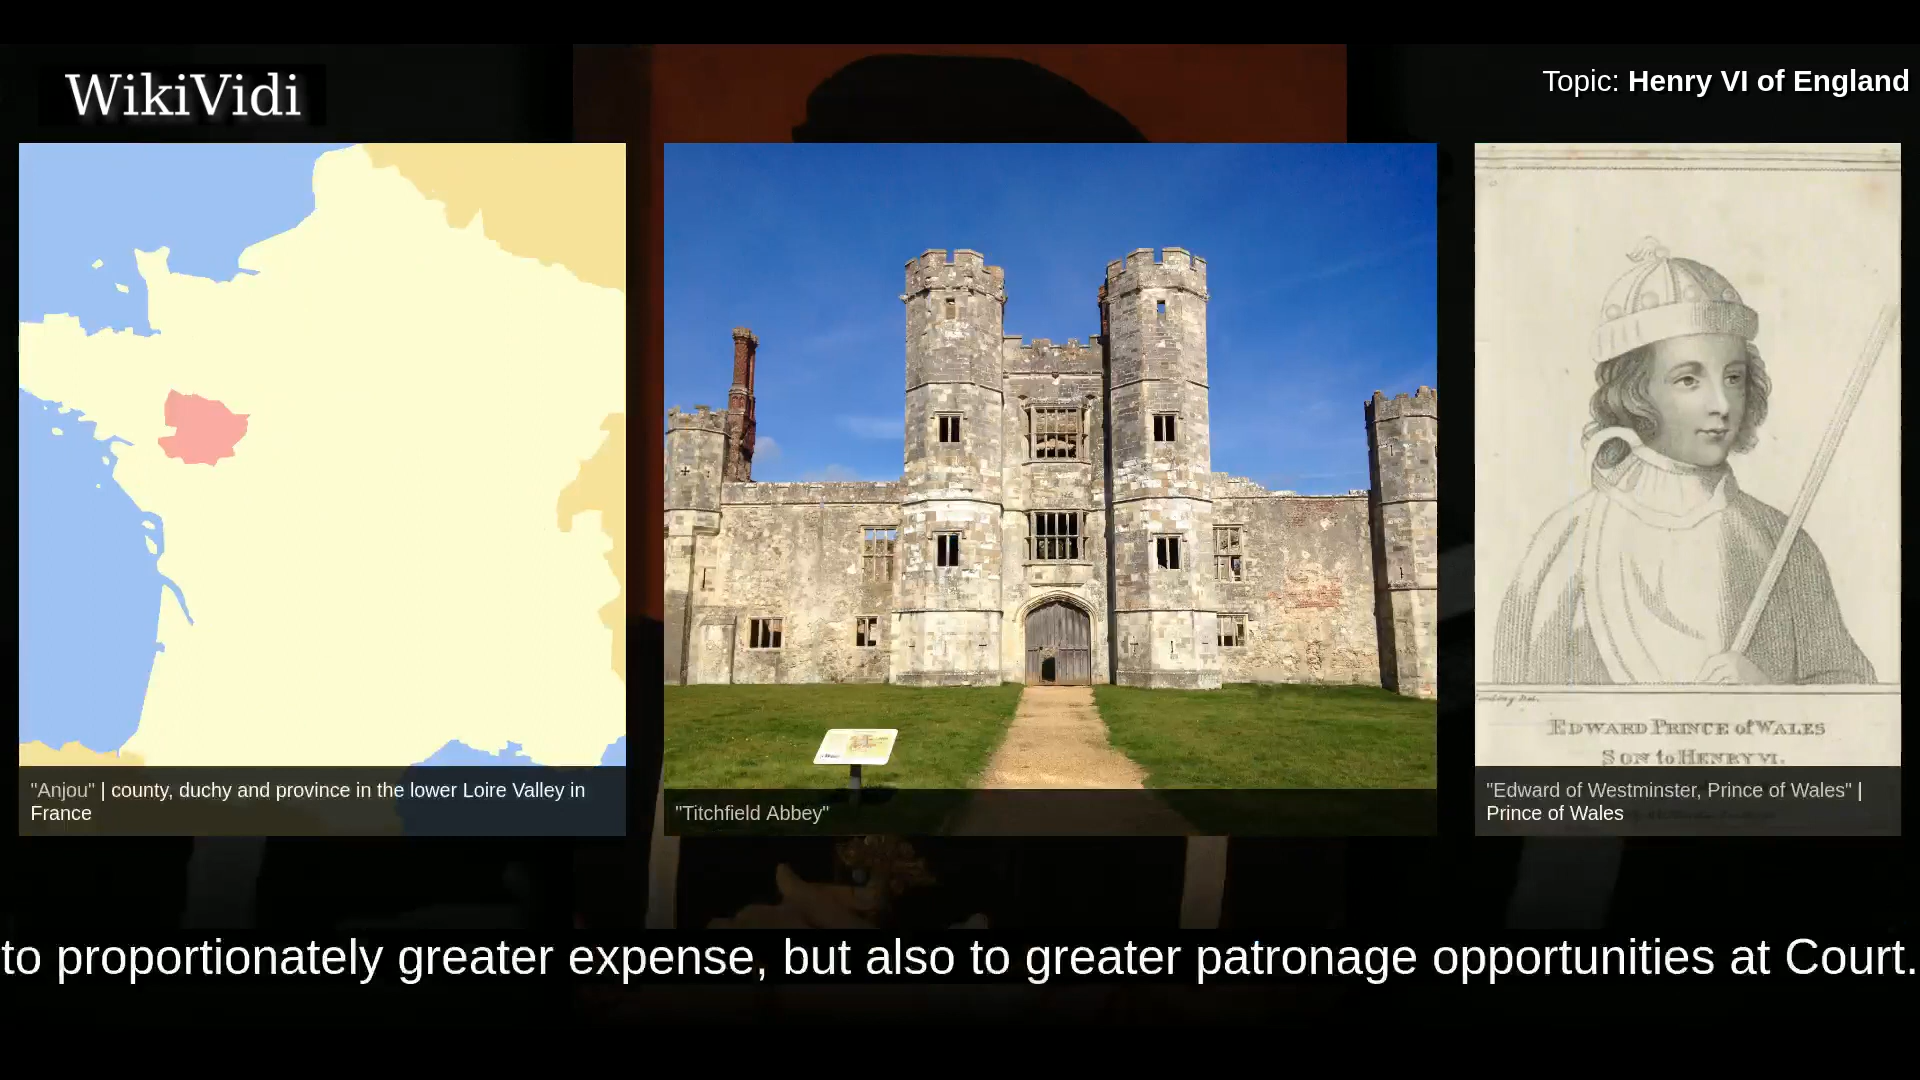 WikiVidi
Topic: Henry VI of England
EDWARD PRINCE of WALES
SON to HENRY VI.
"Anjou" | county, duchy and province in the lower Loire Valley in
France
"Titchfield Abbey"
"Edward of Westminster, Prince of Wales" |
Prince of Wales
to proportionately greater expense, but also to greater patronage opportunities at Court.